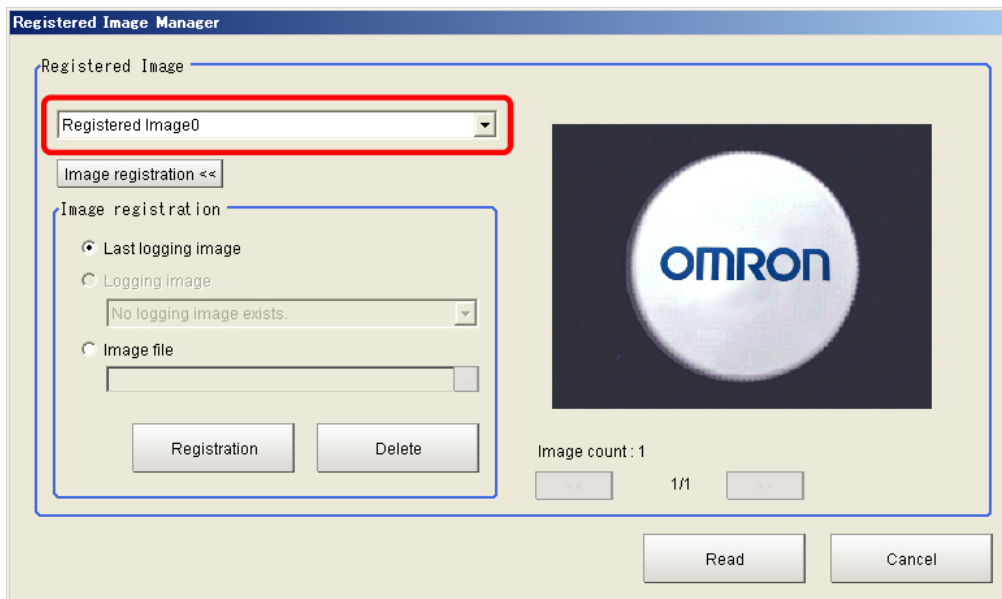 Registered Image Manager
Registered Image
Registered Image0
Image registration <<
Image registration
Last logging image
Logging image
No logging image exists.
Image file
Registration
Delete
OMRON
Image count : 1
<<
1/1
>>
Read
Cancel